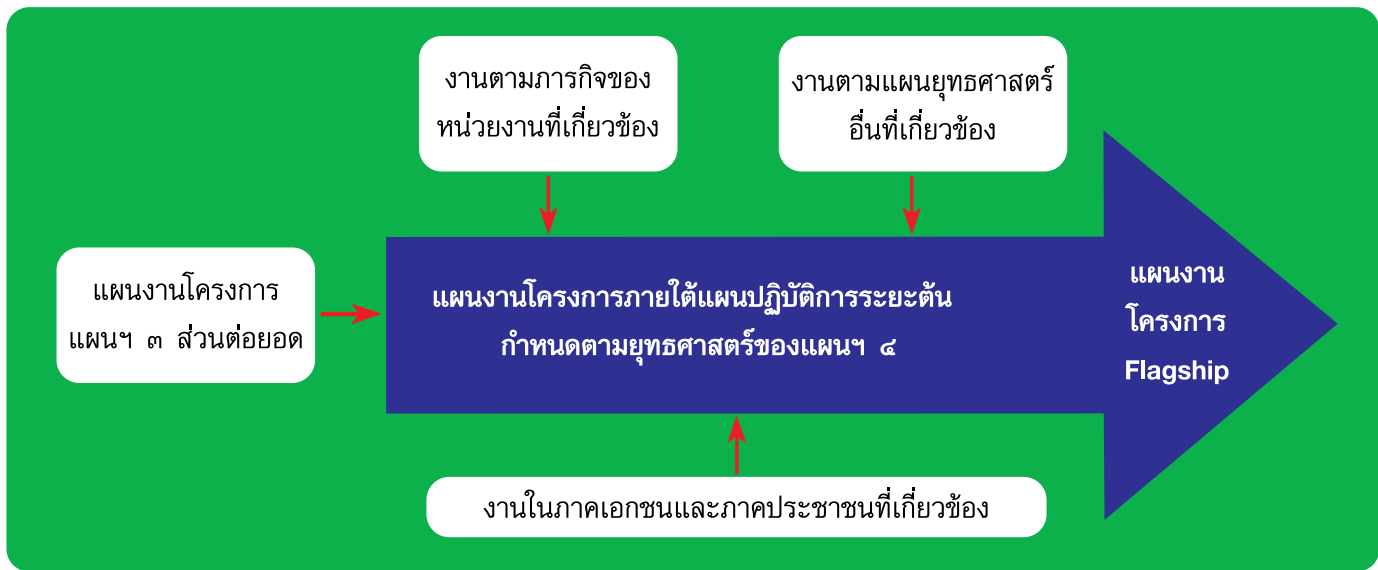 งานตามภารกิจของ
หน่วยงานที่เกี่ยวข้อง
งานตามแผนยุทธศาสตร์
อื่นที่เกี่ยวข้อง
แผนงานโครงการ
แผนฯ ๓ ส่วนต่อยอด
แผนงานโครงการภายใต้แผนปฏิบัติการระยะต้น
กำหนดตามยุทธศาสตร์ของแผนฯ ๔
แผนงาน
โครงการ
Flagship
งานในภาคเอกชนและภาคประชาชนที่เกี่ยวข้อง